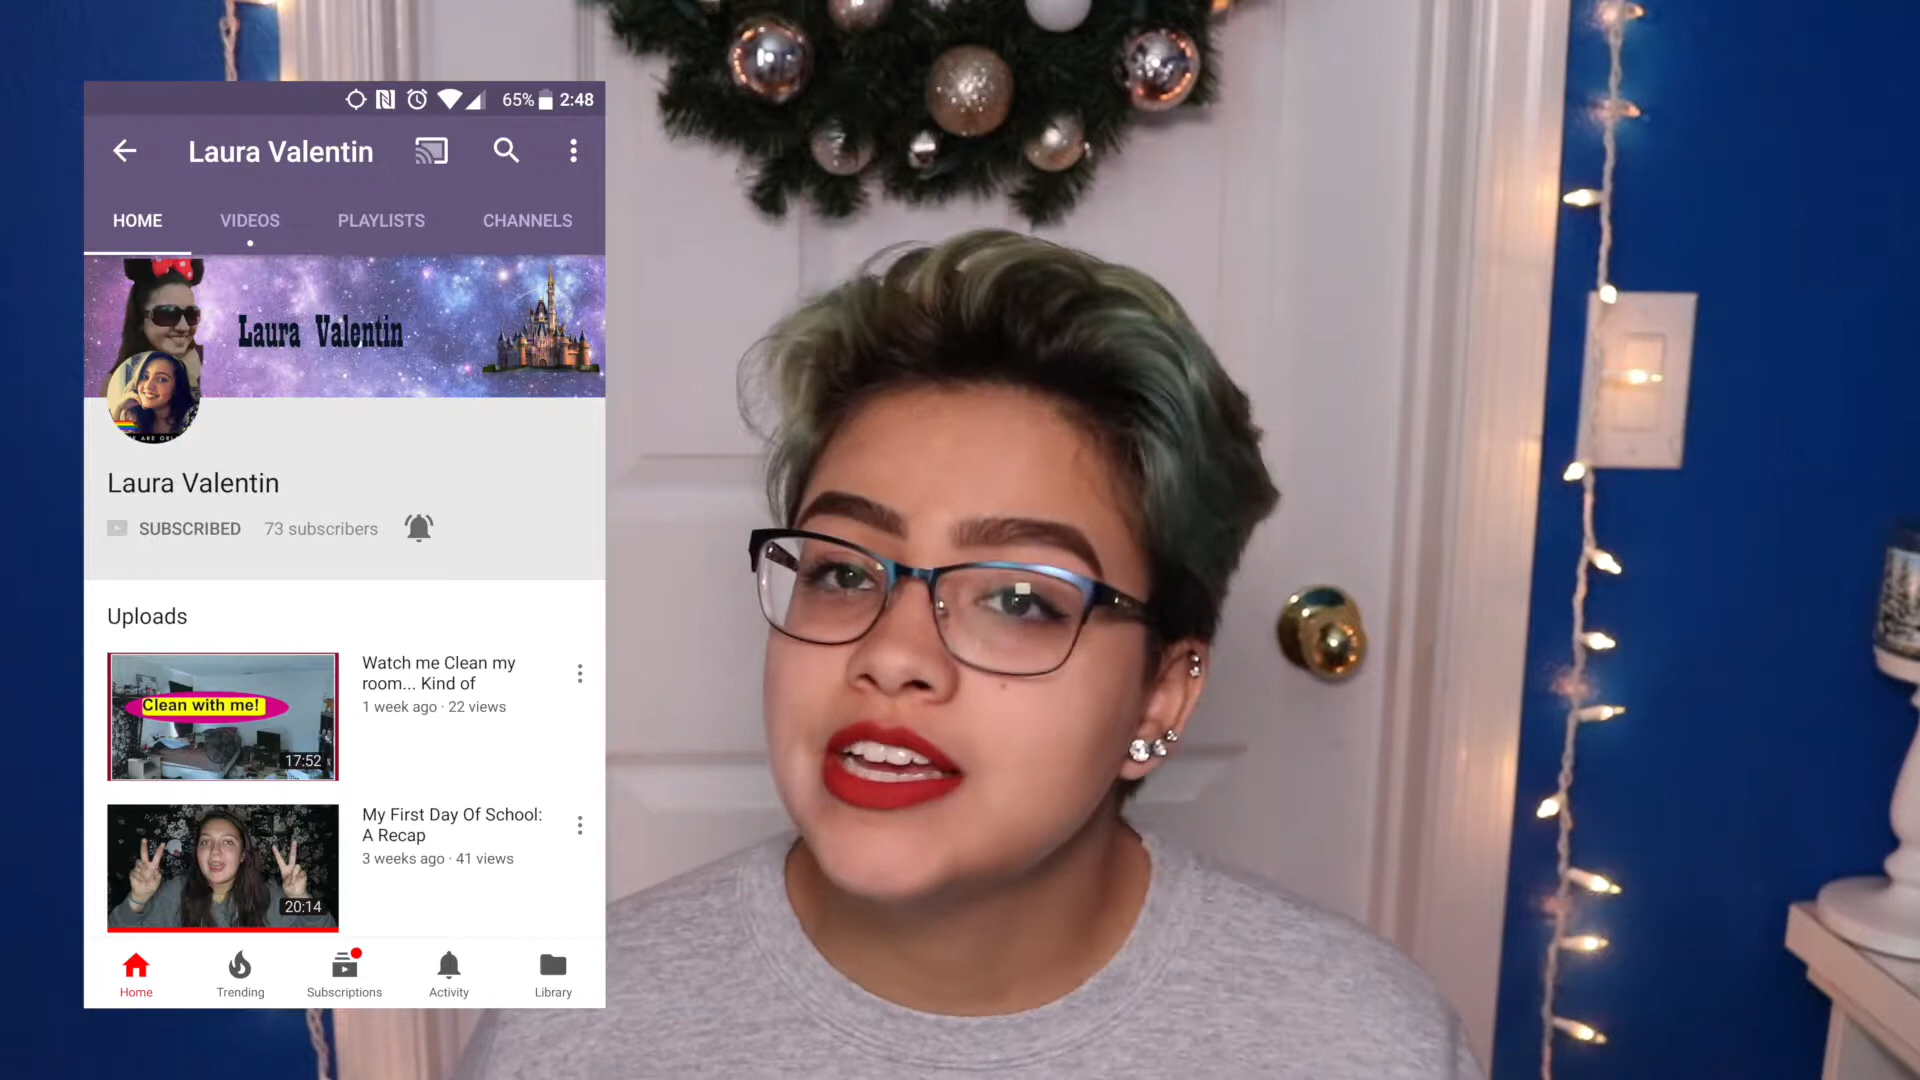 65% 2:48
Laura Valentin
HOME VIDEOS PLAYLISTS CHANNELS
Laura Valentin
Laura Valentin
SUBSCRIBED 73 subscribers
Uploads
Clean with me!
17:52
Watch me Clean my
room... Kind of
1 week ago · 22 views
20:14
My First Day Of School:
A Recap
3 weeks ago · 41 views
Home Trending Subscriptions Activity Library